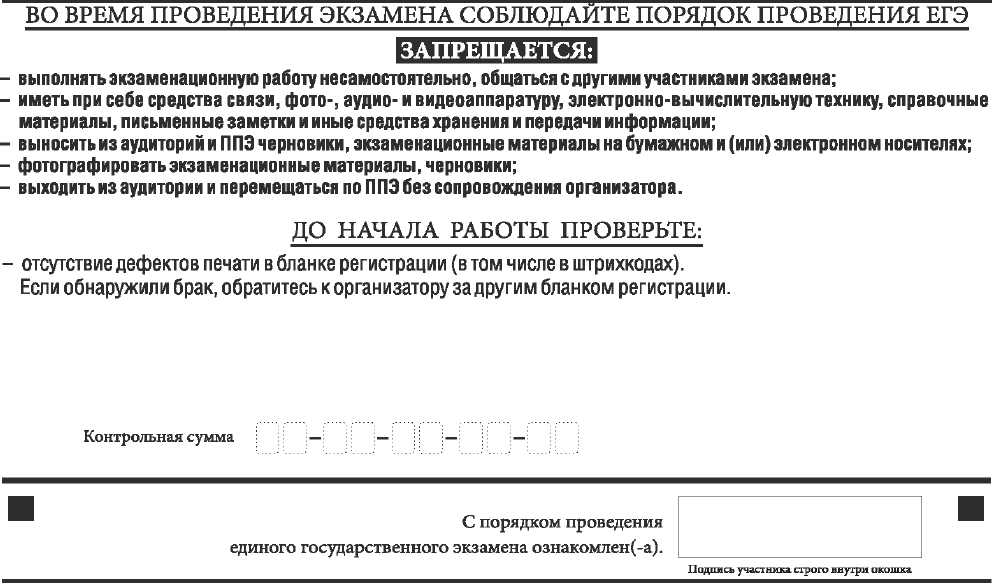 ВО ВРЕМЯ ПРОВЕДЕНИЯ ЭКЗАМЕНА СОБЛЮДАЙТЕ ПОРЯДОК ПРОВЕДЕНИЯ ЕГЭ
ЗАПРЕЩАЕТСЯ:
– выполнять экзаменационную работу несамостоятельно, общаться с другими участниками экзамена;
– иметь при себе средства связи, фото-, аудио- и видеоаппаратуру, электронно-вычислительную технику, справочные
материалы, письменные заметки и иные средства хранения и передачи информации;
– выносить из аудиторий и ППЭ черновики, экзаменационные материалы на бумажном и (или) электронном носителях;
– фотографировать экзаменационные материалы, черновики;
– выходить из аудитории и перемещаться по ППЭ без сопровождения организатора.
ДО НАЧАЛА РАБОТЫ ПРОВЕРЬТЕ:
– отсутствие дефектов печати в бланке регистрации (в том числе в штрихкодах).
Если обнаружили брак, обратитесь к организатору за другим бланком регистрации.
Контрольная сумма
С порядком проведения
единого государственного экзамена ознакомлен(-а).
Подпись участника строго внутри окошка